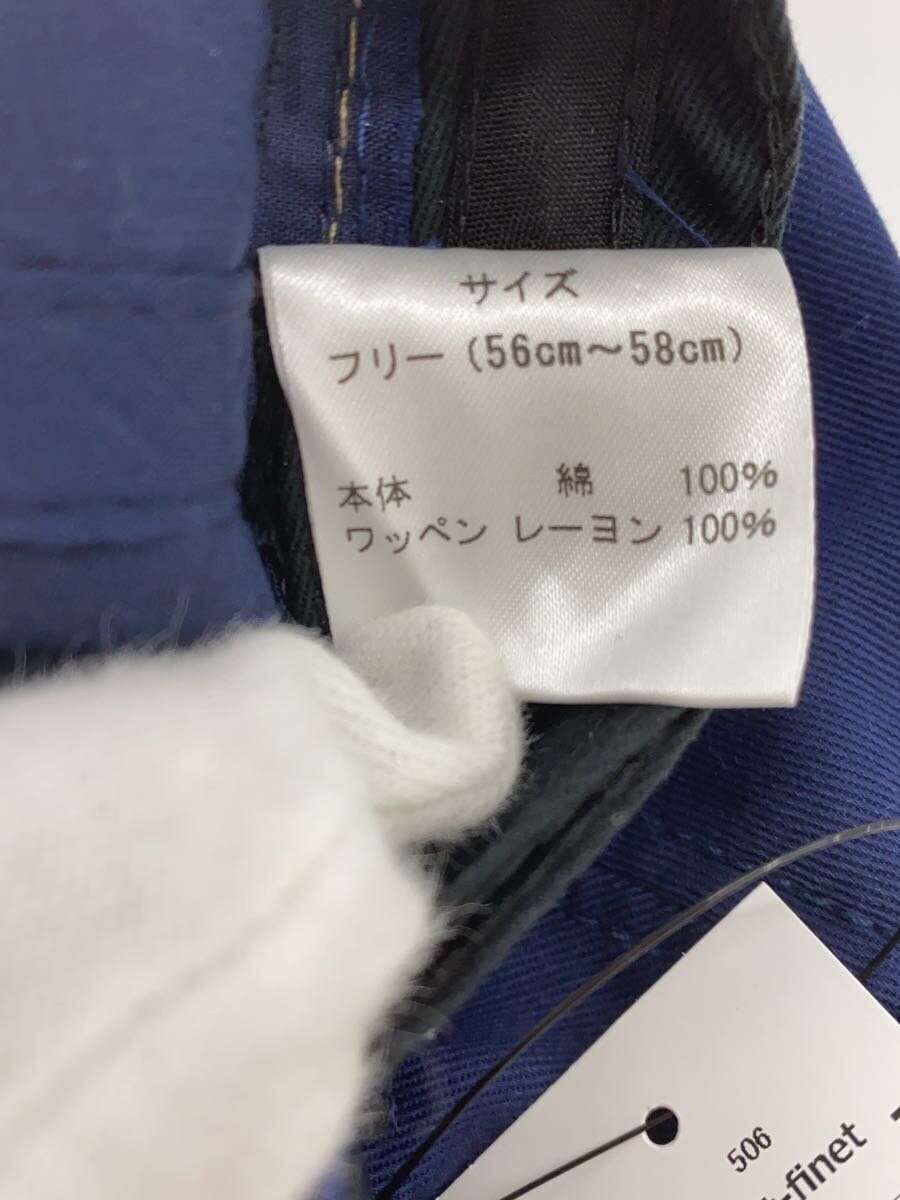 サイズ
フリー（56cm～58cm）
本体 綿 100%
ワッペン レーヨン 100%
506
-finet